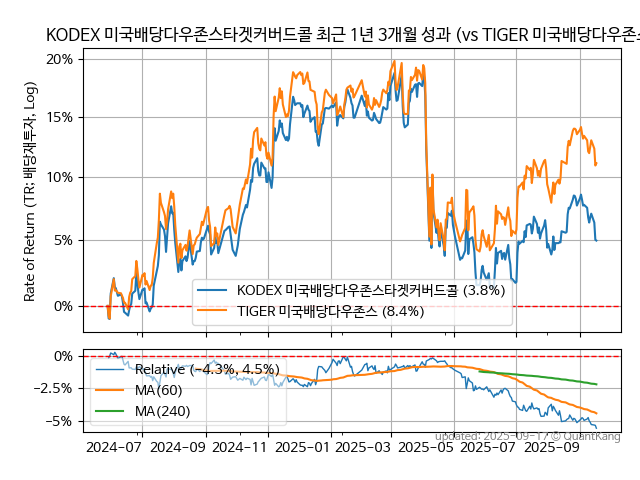 KODEX 미국배당다우존스타겟커버드콜 최근 1년 3개월 성과 (vs TIGER 미국배당다우존
Rate of Return (TR: 배당재투자, Log)
20%
15%
10%
5%
0%
KODEX 미국배당다우존스타겟커버드콜 (3.8%)
TIGER 미국배당다우존스 (8.4%)
0%
−2.5%
−5%
Relative (−4.3%, 4.5%)
MA(60)
MA(240)
2024−07
2024−09
2024−11
2025−01
2025−03
2025−05
2025−07
2025−09
updated: 2025-09-17 © QuantKang